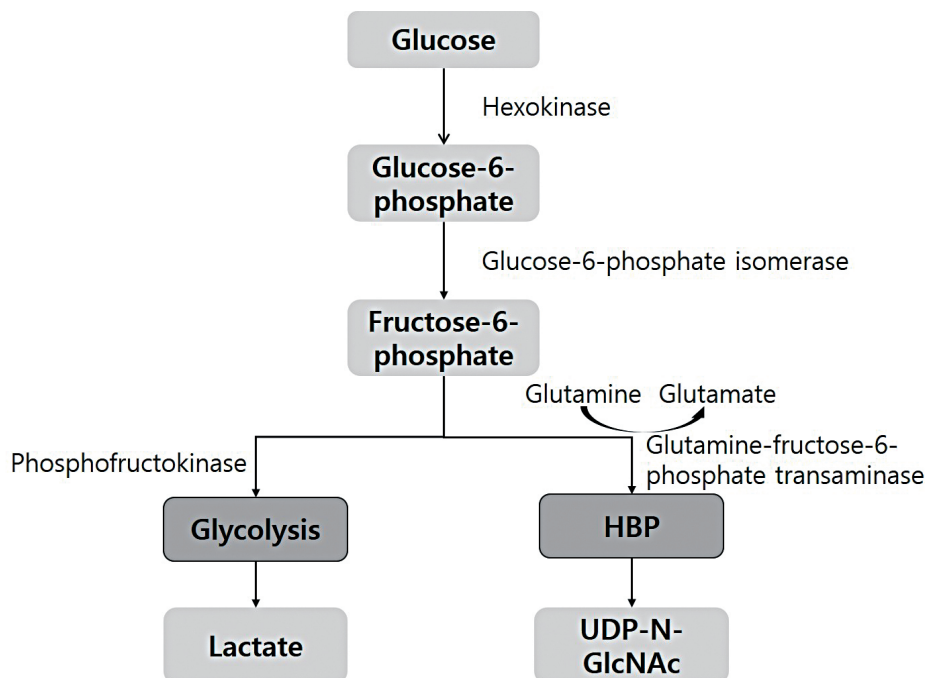 Glucose
Hexokinase
Glucose-6-
phosphate
Glucose-6-phosphate isomerase
Fructose-6-
phosphate
Glutamine Glutamate
Phosphofructokinase
Glutamine-fructose-6-
phosphate transaminase
Glycolysis
HBP
Lactate
UDP-N-
GlcNAc